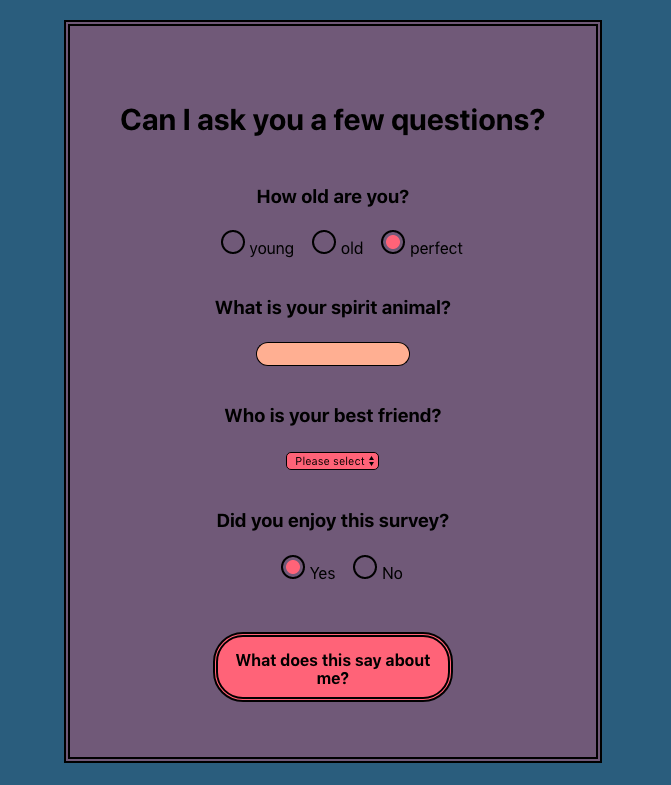 Can I ask you a few questions?
How old are you?
young old perfect
What is your spirit animal?
Who is your best friend?
Please select
Did you enjoy this survey?
Yes No
What does this say about
me?